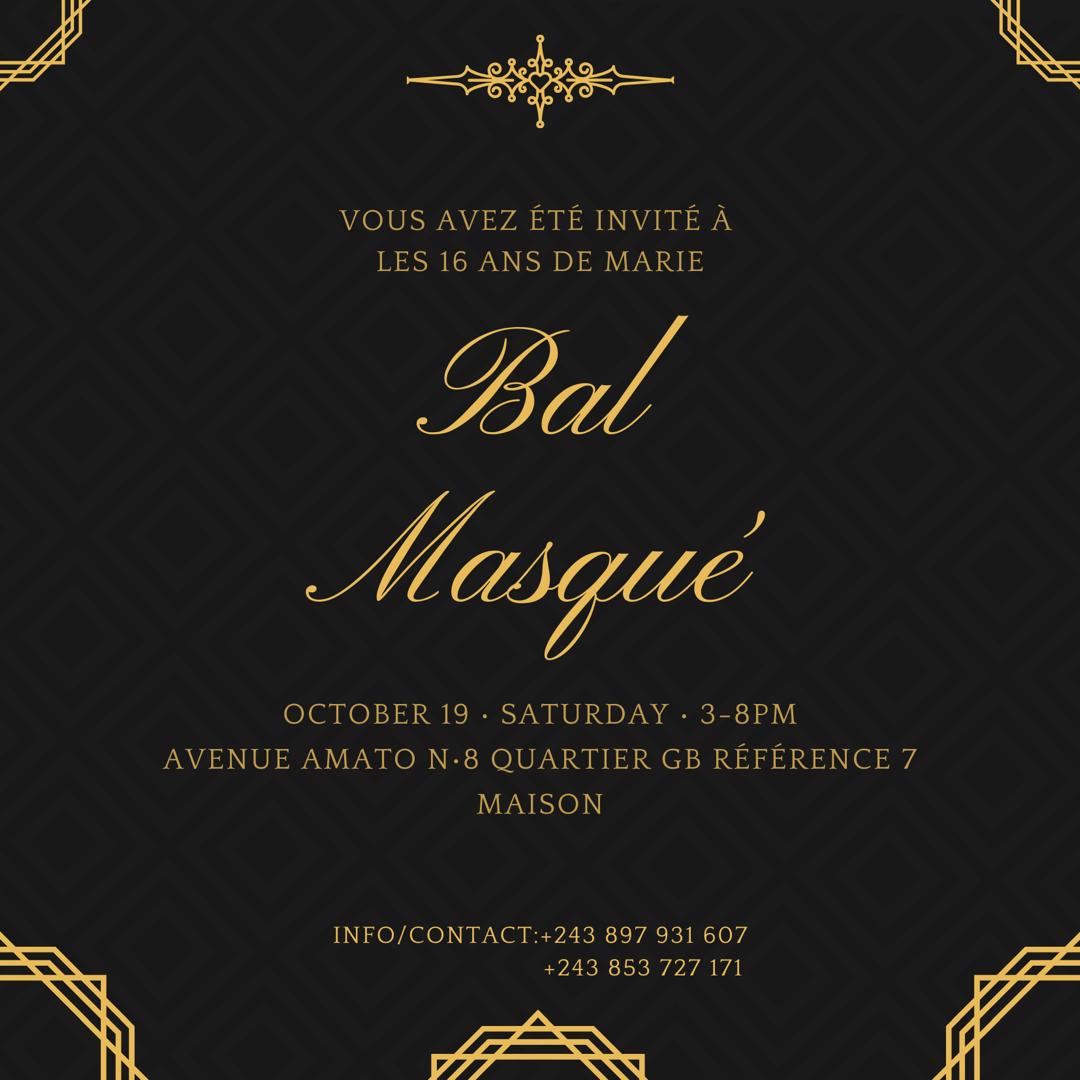 VOUS AVEZ ÉTÉ INVITÉ À
LES 16 ANS DE MARIE
Bal
Masqué
OCTOBER 19 · SATURDAY · 3-8PM
AVENUE AMATO N·8 QUARTIER GB RÉFÉRENCE 7
MAISON
INFO/CONTACT:+243 897 931 607
+243 853 727 171